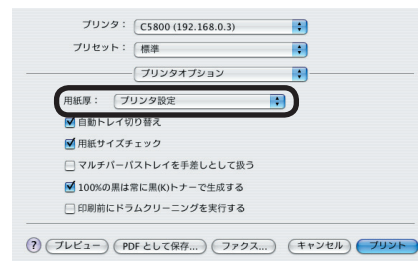 プリンタ： C5800 (192.168.0.3)
プリセット： 標準
プリンタオプション
用紙厚： プリンタ設定
自動トレイ切り替え
用紙サイズチェック
マルチパーパストレイを手差しとして扱う
100%の黒は常に黒(K)トナーで生成する
印刷前にドラムクリーニングを実行する
? プレビュー PDF として保存... ファクス... キャンセル プリント